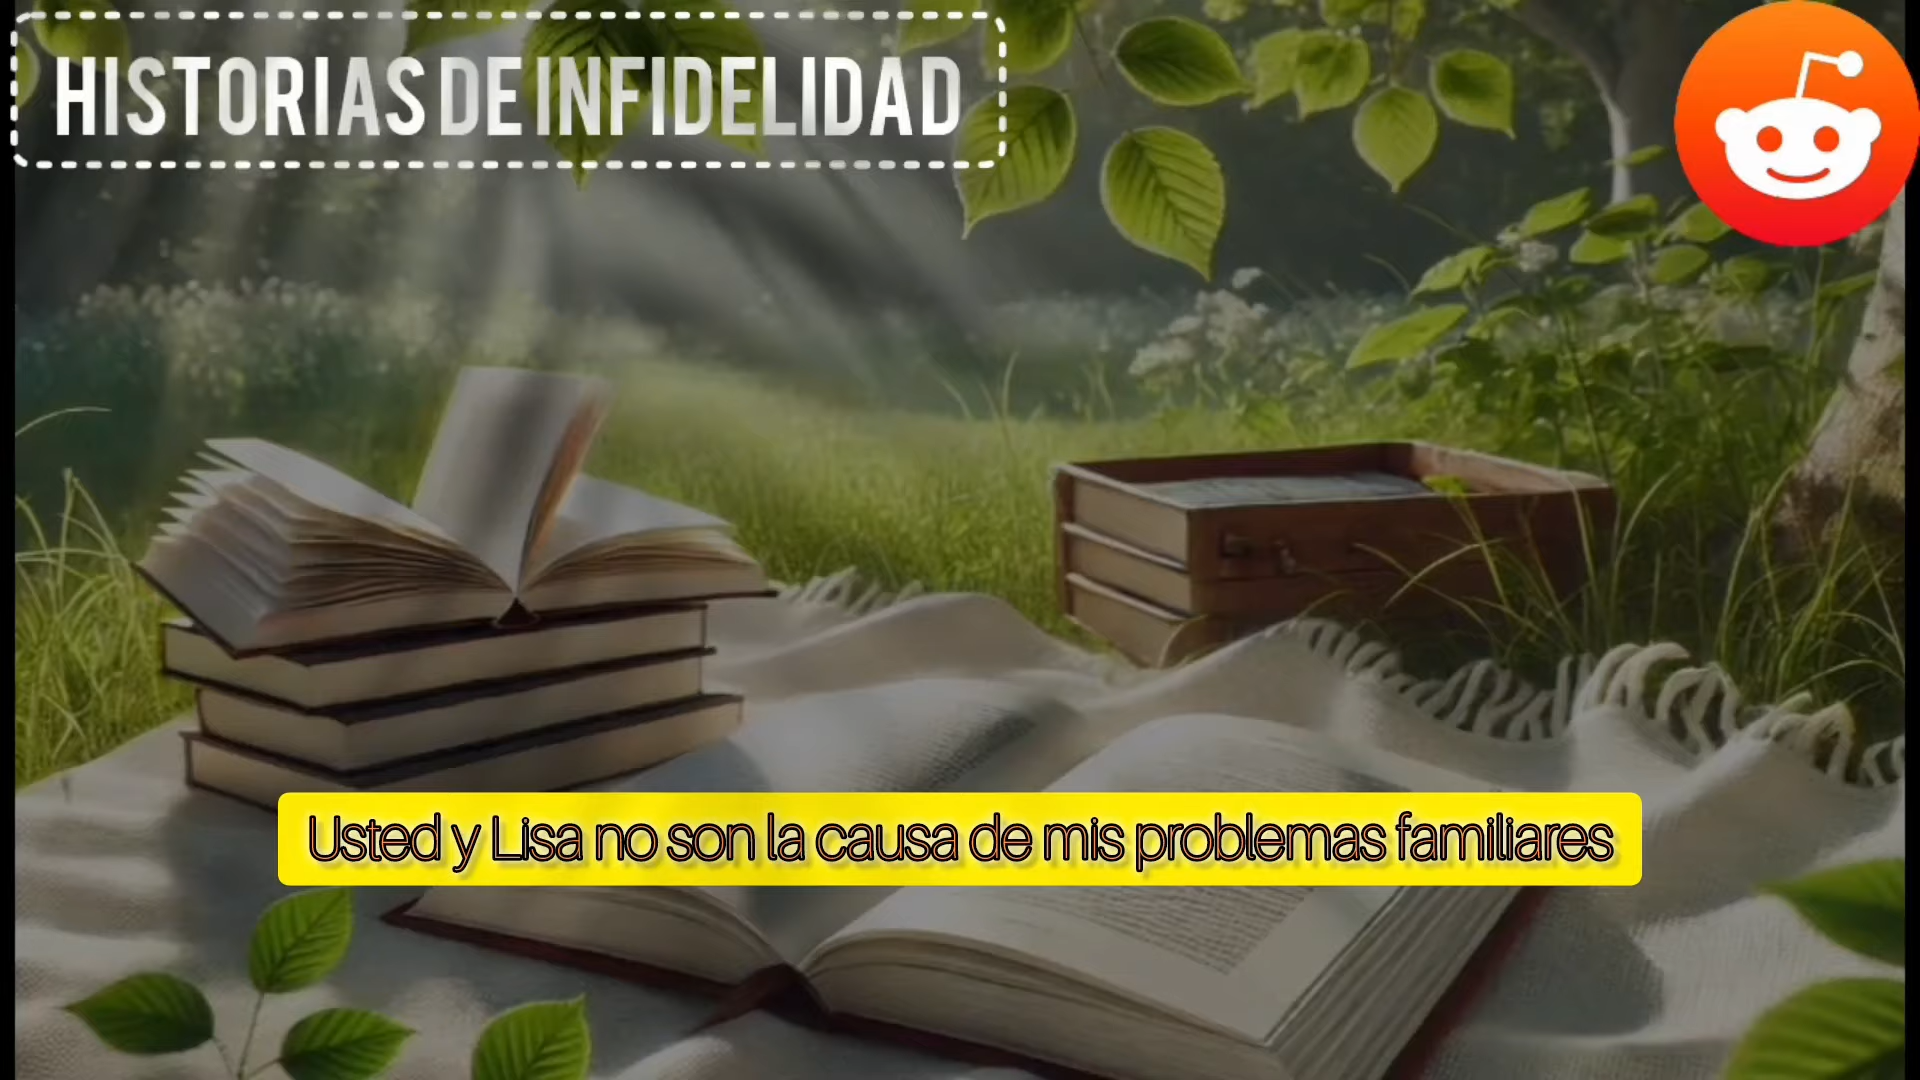 HISTORIAS DE INFIDELIDAD
Usted y Lisa no son la causa de mis problemas familiares